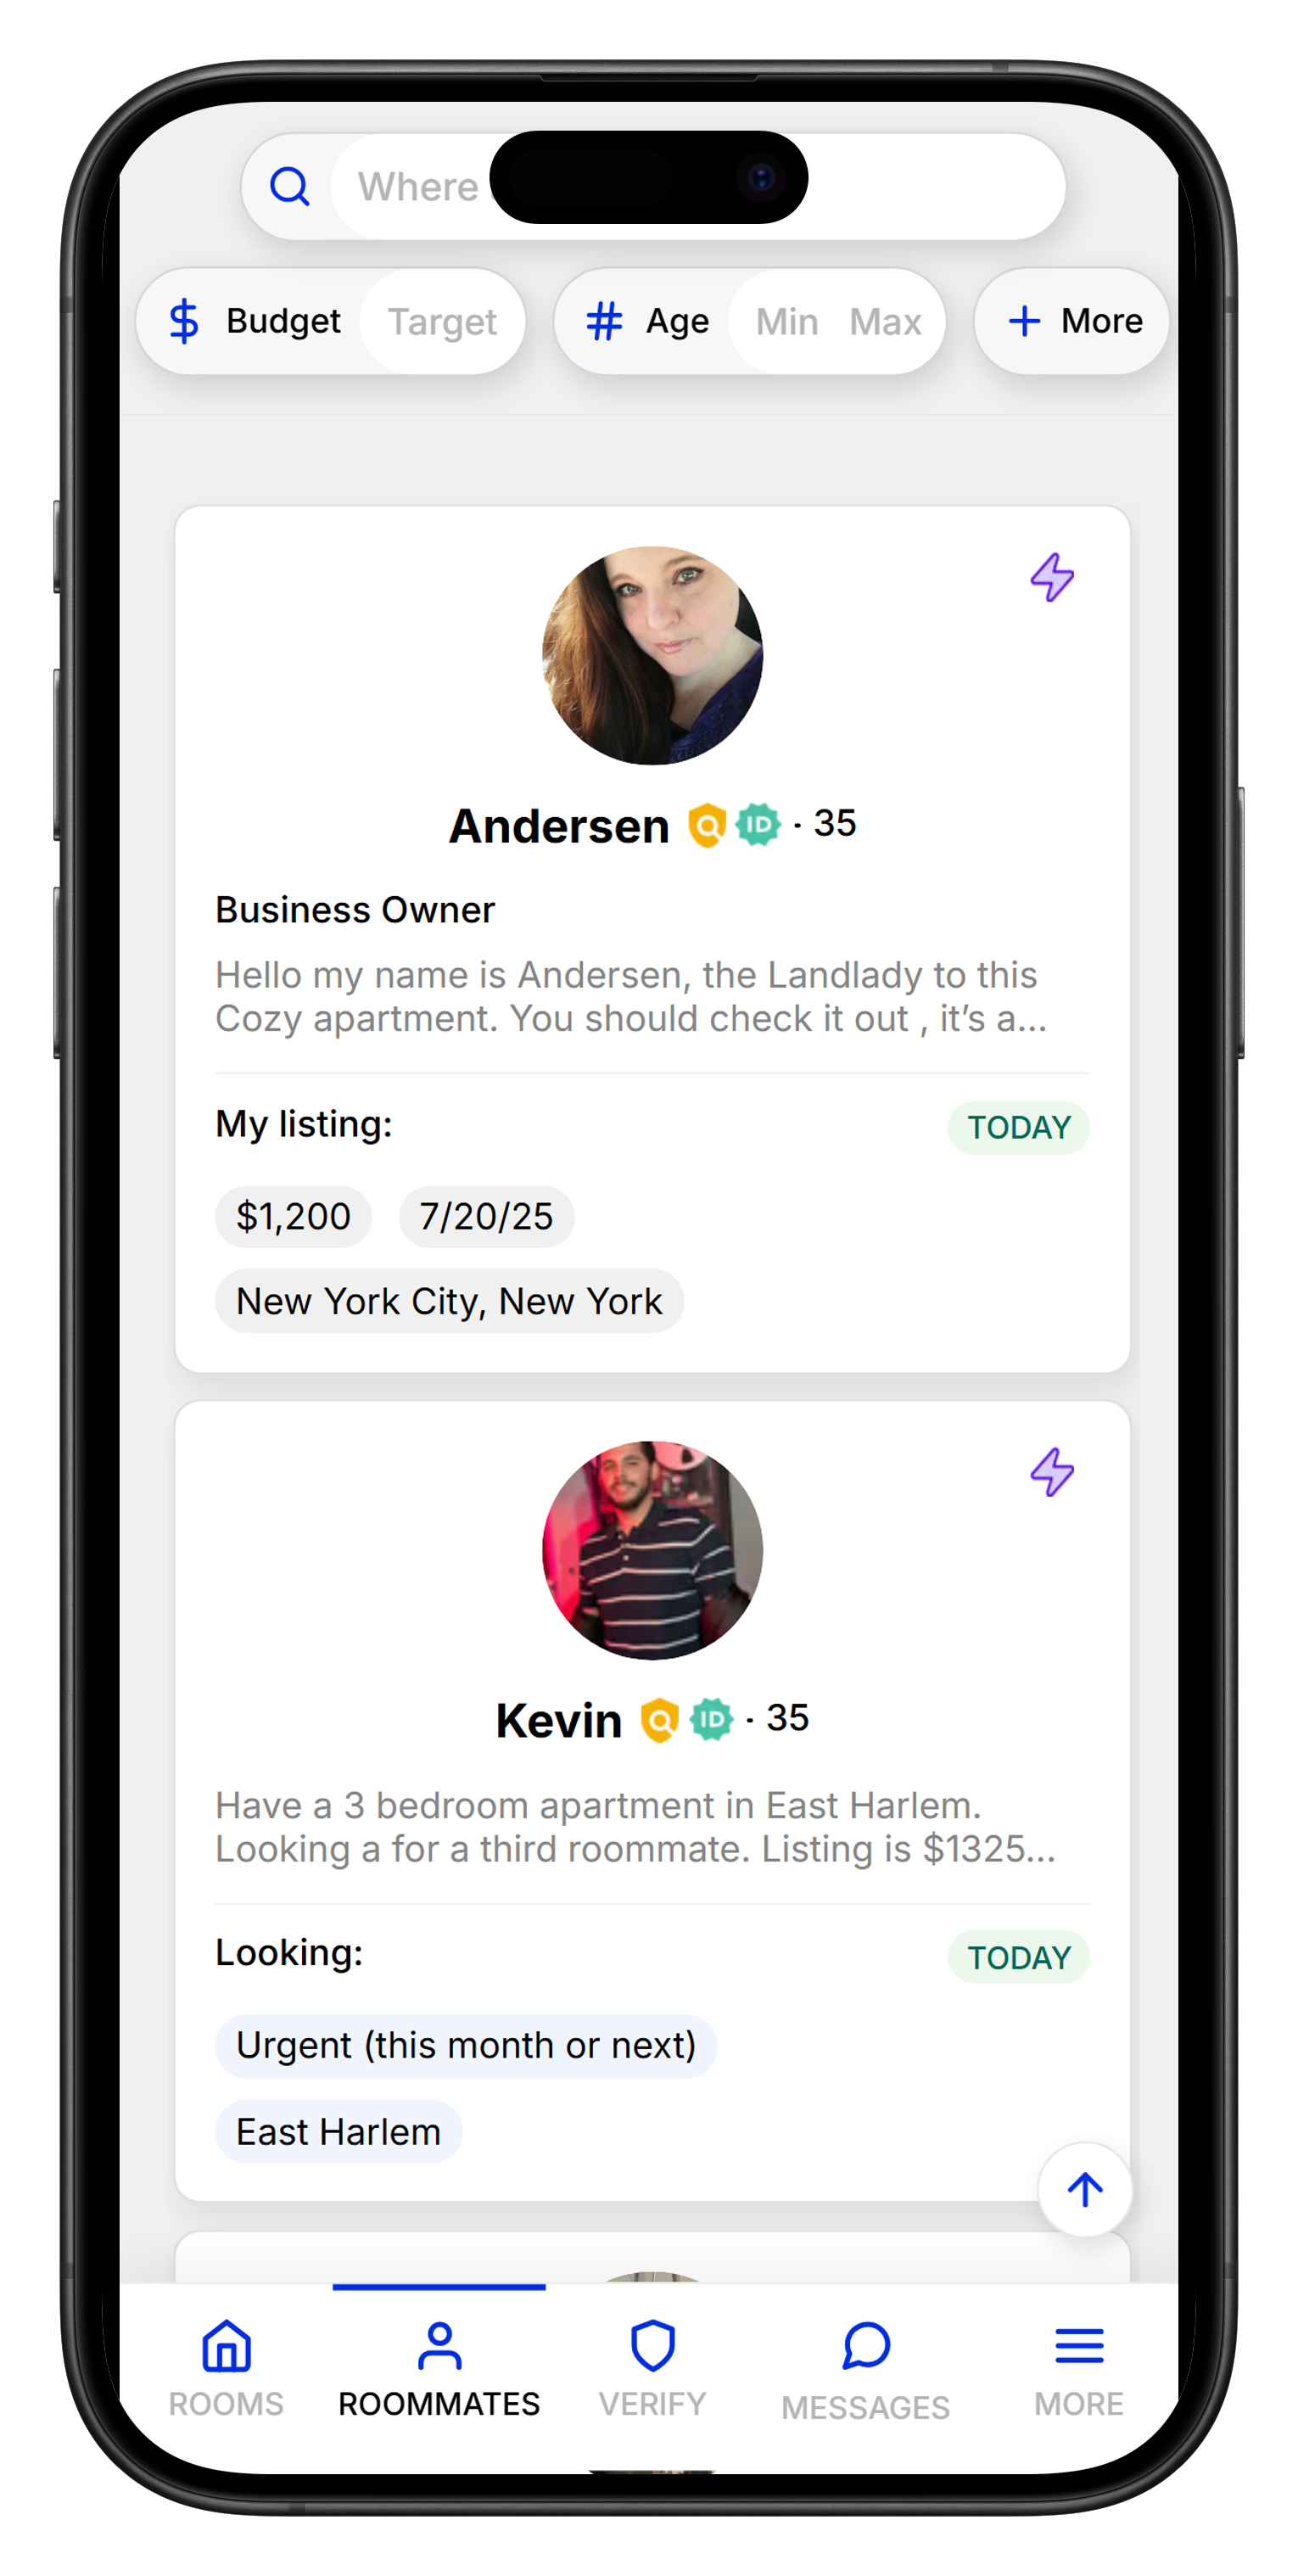 Where
Budget Target
Age Min Max
More
Andersen ID · 35
Business Owner
Hello my name is Andersen, the Landlady to this
Cozy apartment. You should check it out , it’s a...
My listing: TODAY
$1,200 7/20/25
New York City, New York
Kevin ID · 35
Have a 3 bedroom apartment in East Harlem.
Looking a for a third roommate. Listing is $1325...
Looking: TODAY
Urgent (this month or next)
East Harlem
ROOMS ROOMMATES VERIFY MESSAGES MORE